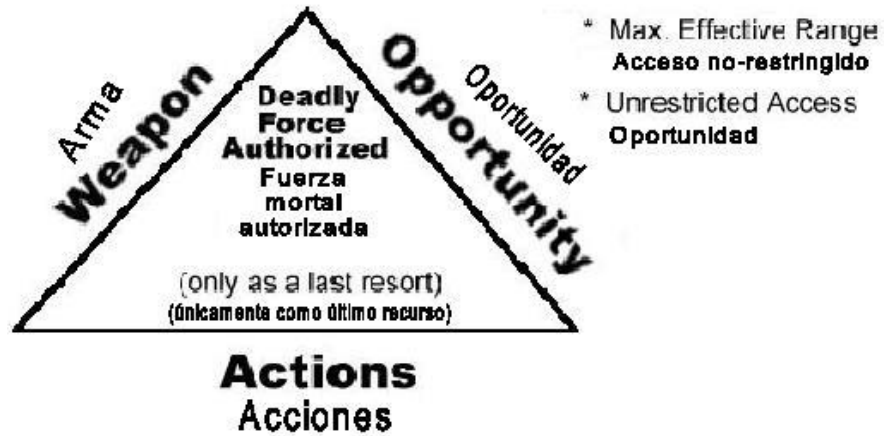 * Max. Effective Range
Acceso no-restringido
* Unrestricted Access
Oportunidad
Arma
Weapon
Opportunity
Oportunidad
Deadly
Force
Authorized
Fuerza
mortal
autorizada
(only as a last resort)
(únicamente como último recurso)
Actions
Acciones